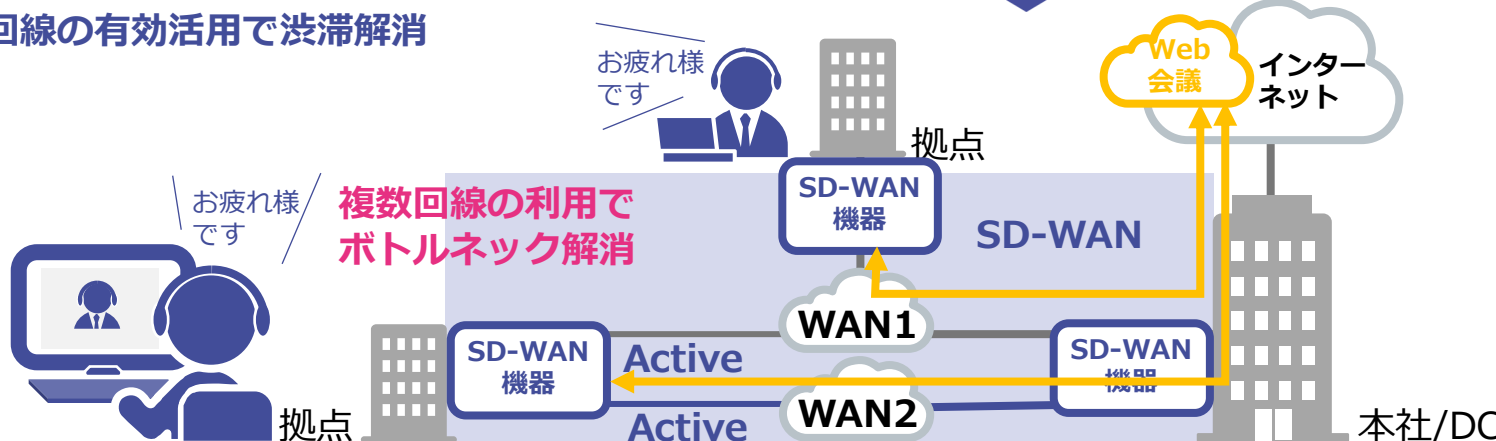 回線の有効活用で渋滞解消
お疲れ様
です
Web
会議
インター
ネット
拠点
SD-WAN
機器
お疲れ様
です
複数回線の利用で
ボトルネック解消
SD-WAN
WAN1
SD-WAN
機器
Active
SD-WAN
機器
WAN2
Active
拠点
本社/DC